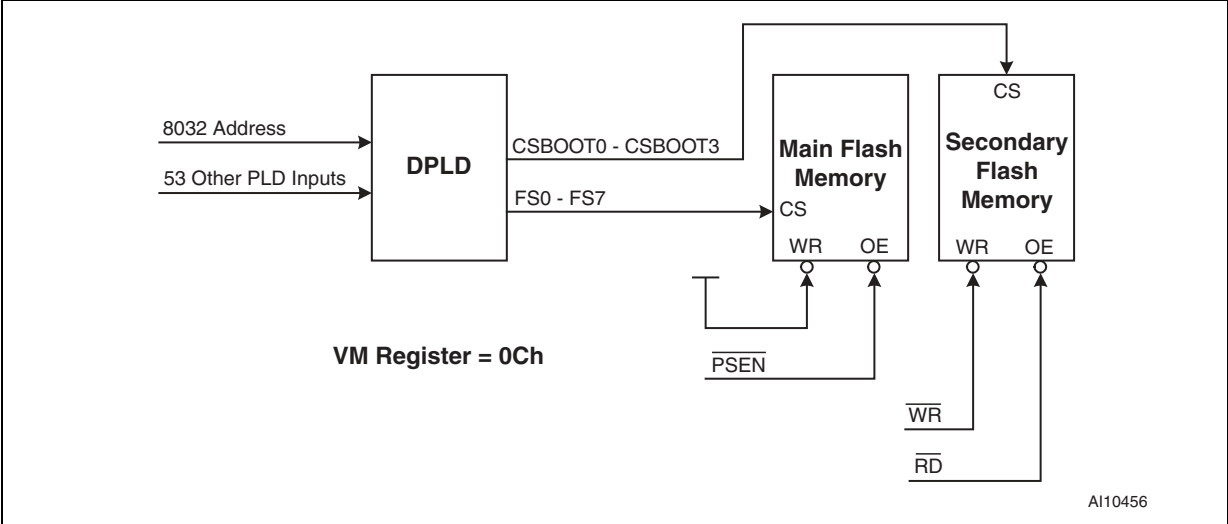 8032 Address
53 Other PLD Inputs
DPLD
CSBOOT0 - CSBOOT3
FS0 - FS7
Main Flash
Memory
CS
WR OE
CS
Secondary
Flash
Memory
WR OE
VM Register = 0Ch
PSEN
WR
RD
AI10456